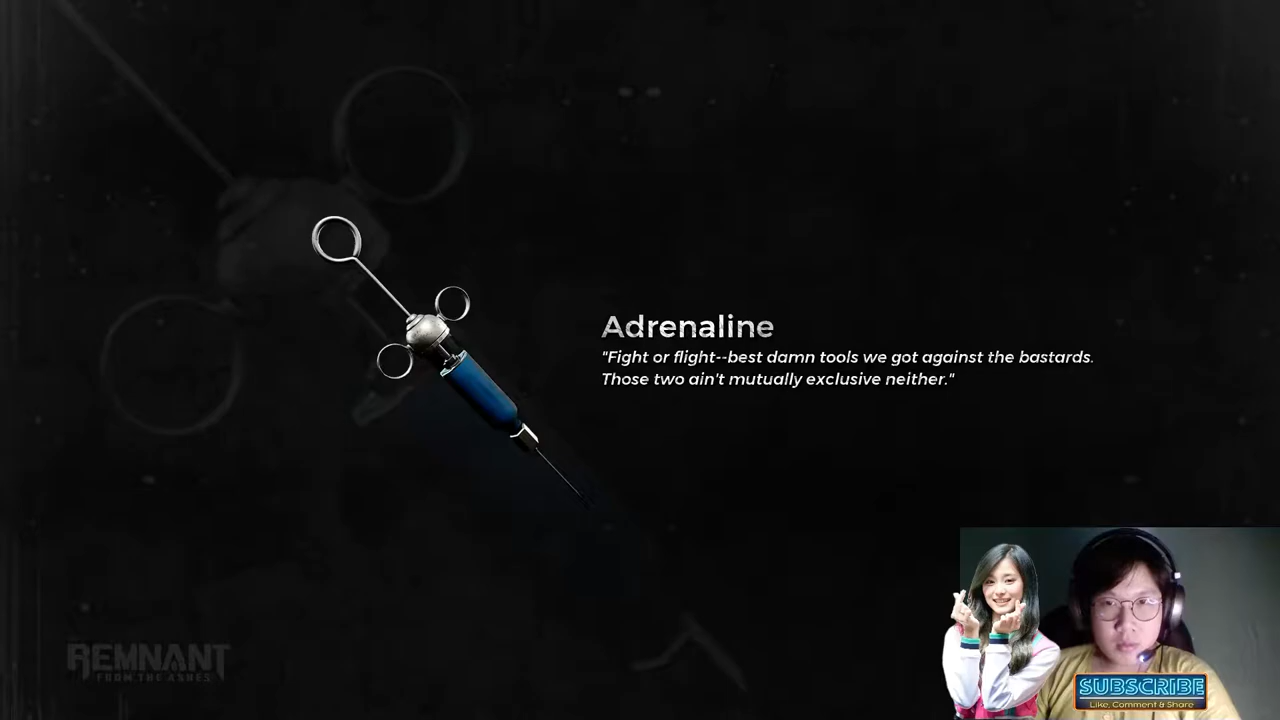 Adrenaline
"Fight or flight--best damn tools we got against the bastards.
Those two ain't mutually exclusive neither."
REMNANT
FROM THE ASHES
SUBSCRIBE
Like, Comment & Share